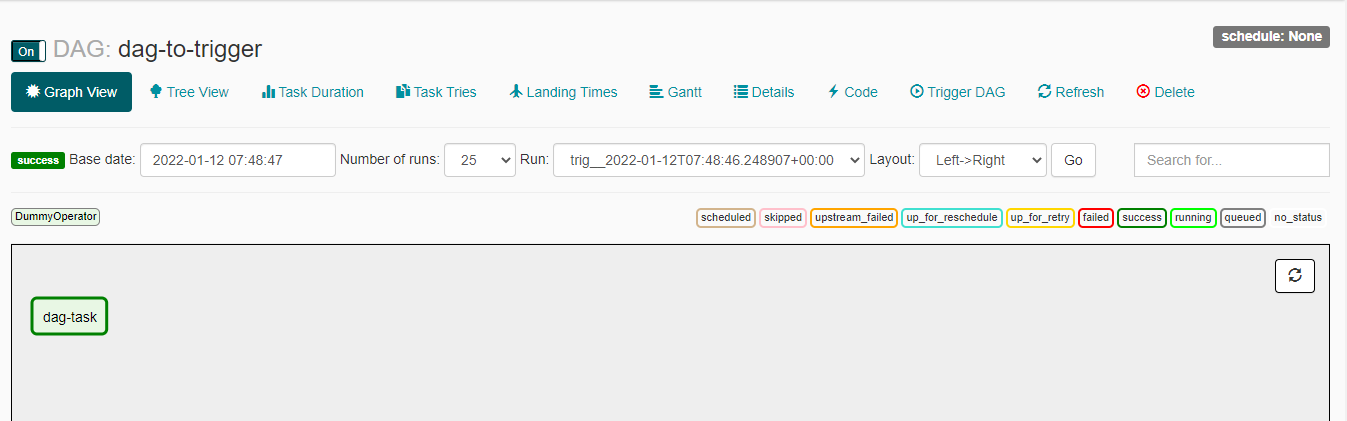 schedule: None
On DAG: dag-to-trigger
Graph View Tree View Task Duration Task Tries Landing Times Gantt Details Code Trigger DAG Refresh Delete
success Base date: 2022-01-12 07:48:47 Number of runs: 25 Run: trig__2022-01-12T07:48:46.248907+00:00 Layout: Left->Right Go Search for...
DummyOperator scheduled skipped upstream_failed up_for_reschedule up_for_retry failed success running queued no_status
dag-task